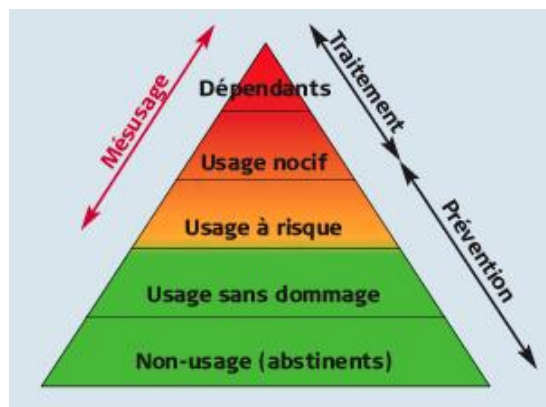 Mésusage
Dépendants
Usage nocif
Usage à risque
Usage sans dommage
Non-usage (abstinents)
Traitement
Prévention